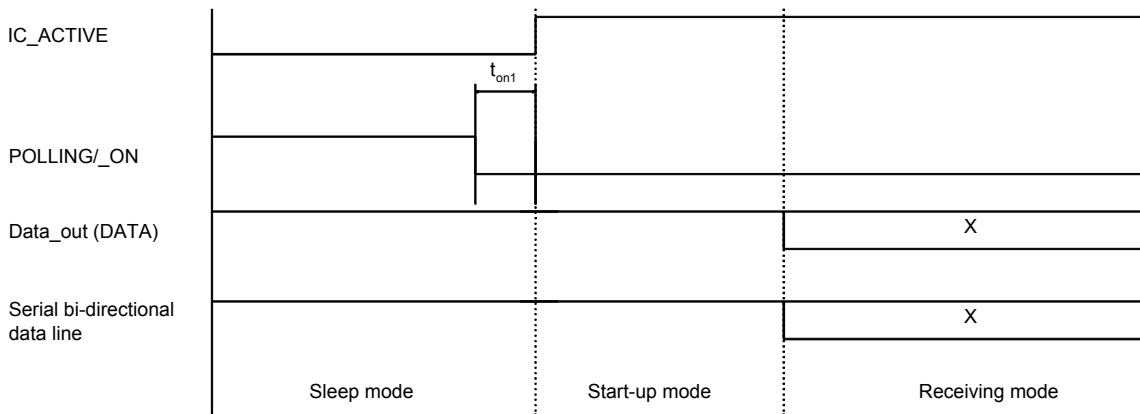 IC_ACTIVE
t_on1
POLLING/_ON
Data_out (DATA)
X
Serial bi-directional
data line
X
Sleep mode
Start-up mode
Receiving mode